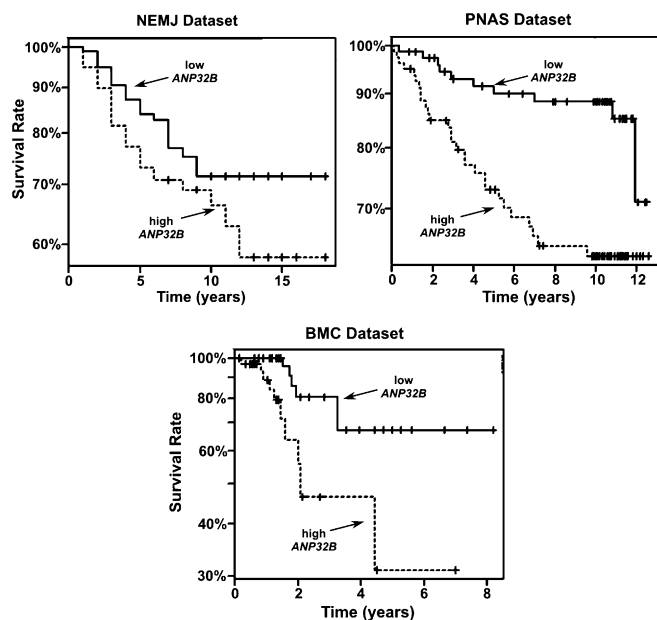 NEMJ Dataset
100%
90%
80%
70%
60%
Survival Rate
low
ANP32B
high
ANP32B
0
5
10
15
Time (years)
PNAS Dataset
100%
90%
80%
70%
low
ANP32B
high
ANP32B
0
2
4
6
8
10
12
Time (years)
BMC Dataset
100%
80%
60%
40%
30%
Survival Rate
low
ANP32B
high
ANP32B
0
2
4
6
8
Time (years)